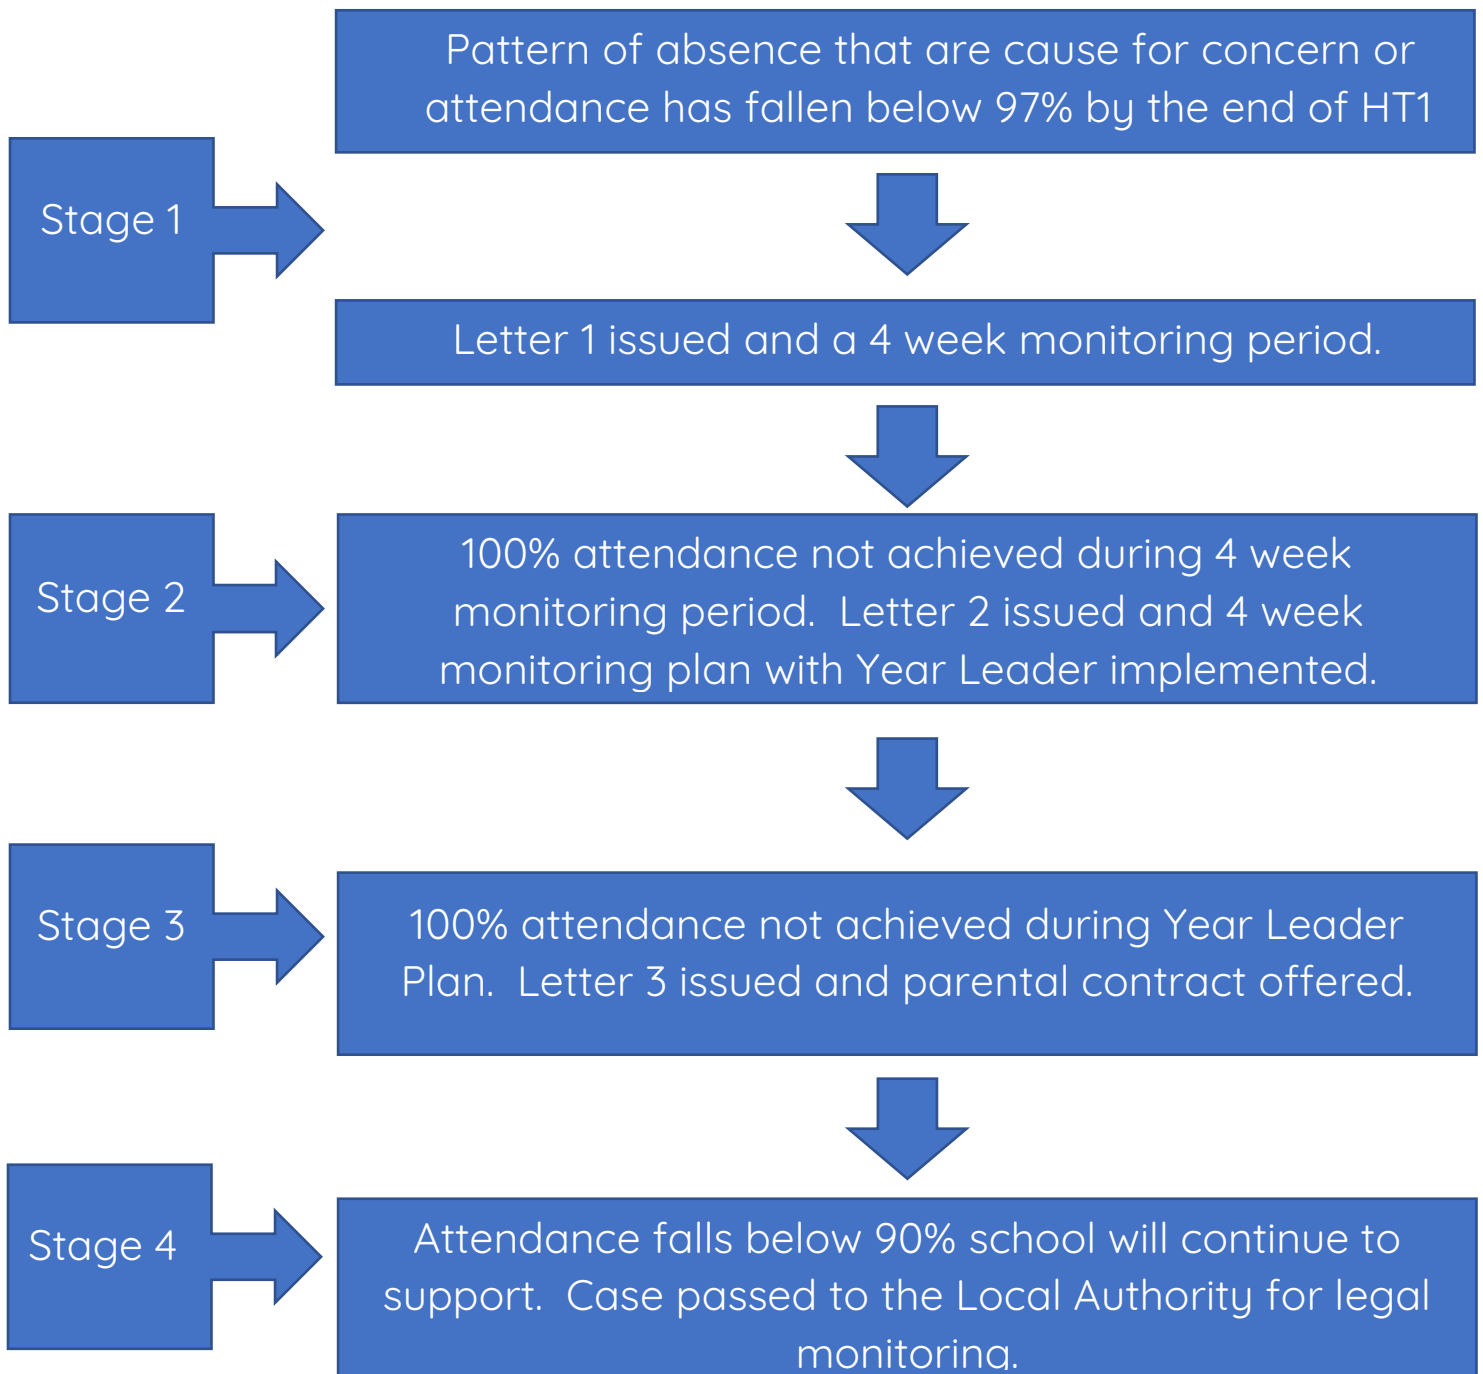 Pattern of absence that are cause for concern or
attendance has fallen below 97% by the end of HT1
Stage 1
Letter 1 issued and a 4 week monitoring period.
Stage 2
100% attendance not achieved during 4 week
monitoring period. Letter 2 issued and 4 week
monitoring plan with Year Leader implemented.
Stage 3
100% attendance not achieved during Year Leader
Plan. Letter 3 issued and parental contract offered.
Stage 4
Attendance falls below 90% school will continue to
support. Case passed to the Local Authority for legal
monitoring.